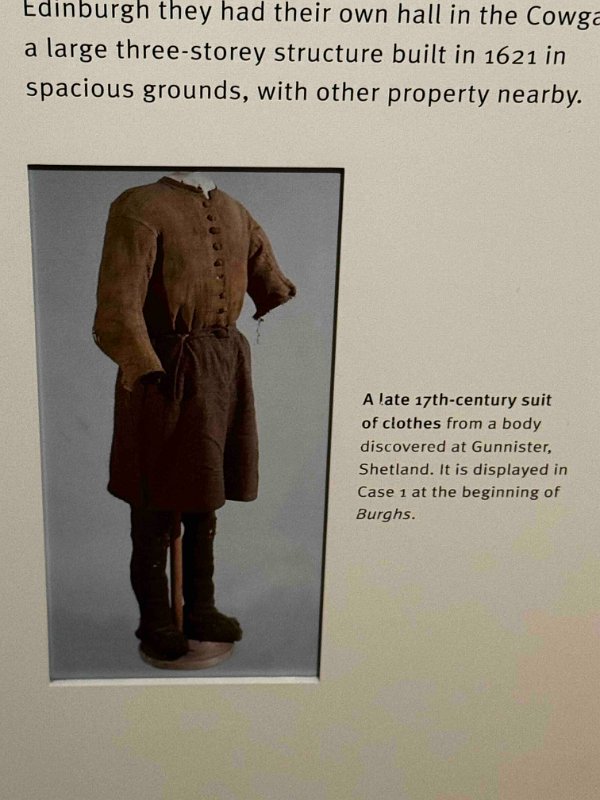 Edinburgh they had their own hall in the
a large three-storey structure built in 1621 in
spacious grounds, with other property nearby.
A late 17th-century suit
of clothes from a body
discovered at Gunnister,
Shetland. It is displayed in
Case 1 at the beginning of
Burghs.